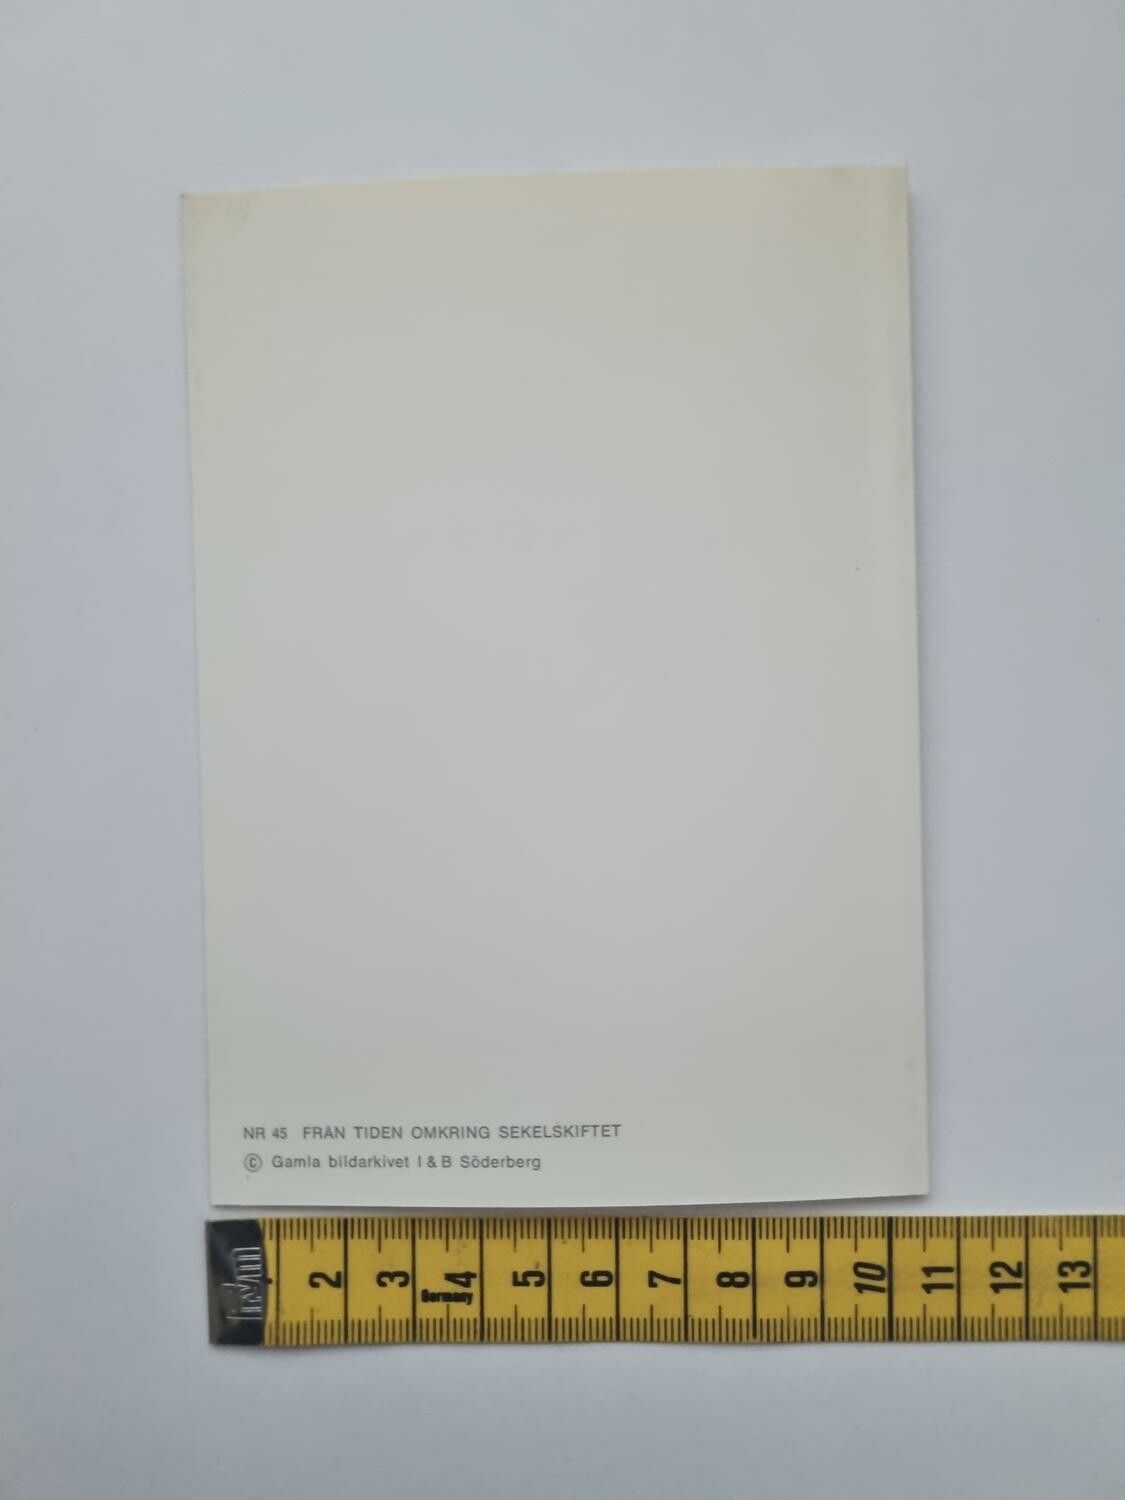 NR 45 FRÅN TIDEN OMKRING SEKELSKIFTET
© Gamla bildarkivet I & B Söderberg
2 3 4 5 6 7 8 9 10 11 12 13
Germany